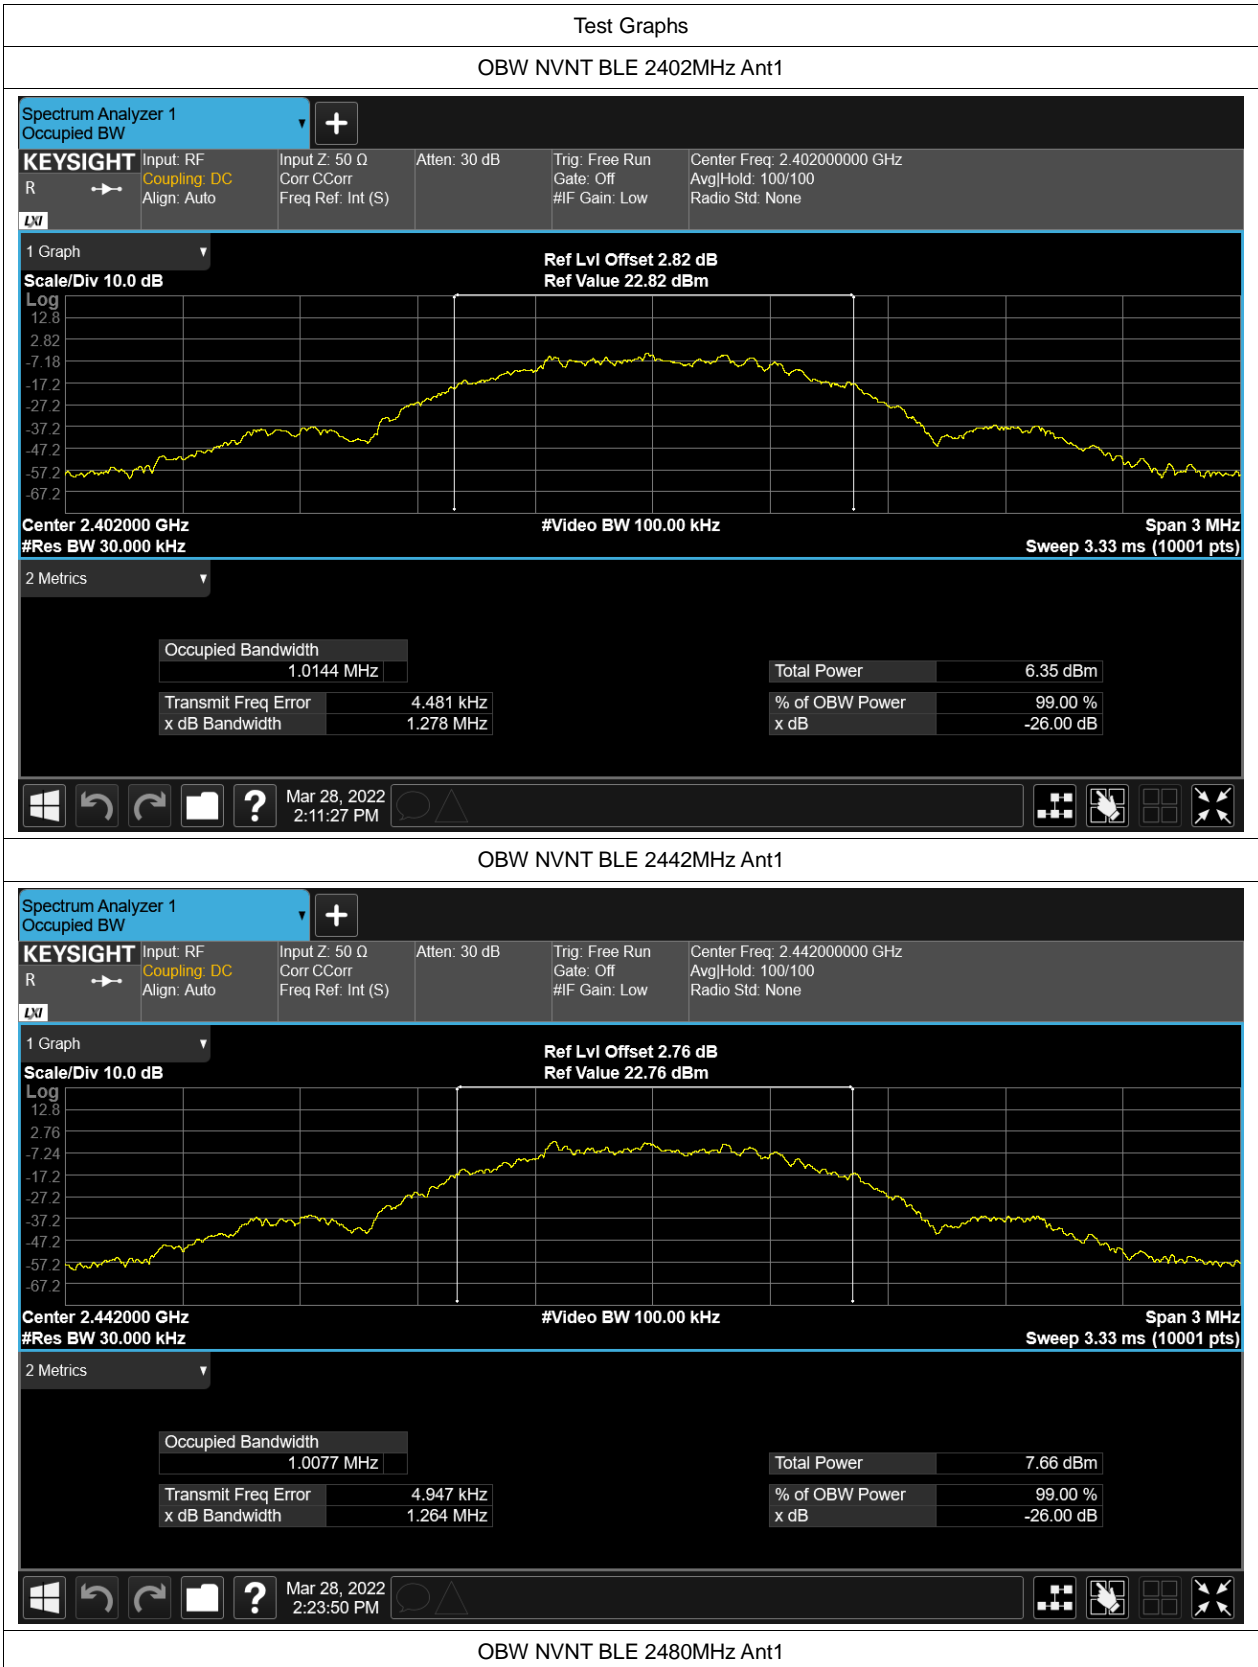 Test Graphs
OBW NVNT BLE 2402MHz Ant1
Spectrum Analyzer 1
Occupied BW
KEYSIGHT
R
LXI
Input: RF
Coupling: DC
Align: Auto
Input Z: 50 Ω
Corr CCorr
Freq Ref: Int (S)
Atten: 30 dB
Trig: Free Run
Gate: Off
#IF Gain: Low
Center Freq: 2.402000000 GHz
Avg|Hold: 100/100
Radio Std: None
1 Graph
Scale/Div 10.0 dB
Ref Lvl Offset 2.82 dB
Ref Value 22.82 dBm
Log
12.8
2.82
-7.18
-17.2
-27.2
-37.2
-47.2
-57.2
-67.2
Center 2.402000 GHz
#Res BW 30.000 kHz
#Video BW 100.00 kHz
Span 3 MHz
Sweep 3.33 ms (10001 pts)
2 Metrics
Occupied Bandwidth
1.0144 MHz
Transmit Freq Error 4.481 kHz
x dB Bandwidth 1.278 MHz
Total Power 6.35 dBm
% of OBW Power 99.00 %
x dB -26.00 dB
?
Mar 28, 2022
2:11:27 PM
OBW NVNT BLE 2442MHz Ant1
Spectrum Analyzer 1
Occupied BW
KEYSIGHT
R
LXI
Input: RF
Coupling: DC
Align: Auto
Input Z: 50 Ω
Corr CCorr
Freq Ref: Int (S)
Atten: 30 dB
Trig: Free Run
Gate: Off
#IF Gain: Low
Center Freq: 2.442000000 GHz
Avg|Hold: 100/100
Radio Std: None
1 Graph
Scale/Div 10.0 dB
Ref Lvl Offset 2.76 dB
Ref Value 22.76 dBm
Log
12.8
2.76
-7.24
-17.2
-27.2
-37.2
-47.2
-57.2
-67.2
Center 2.442000 GHz
#Res BW 30.000 kHz
#Video BW 100.00 kHz
Span 3 MHz
Sweep 3.33 ms (10001 pts)
2 Metrics
Occupied Bandwidth
1.0077 MHz
Transmit Freq Error 4.947 kHz
x dB Bandwidth 1.264 MHz
Total Power 7.66 dBm
% of OBW Power 99.00 %
x dB -26.00 dB
?
Mar 28, 2022
2:23:50 PM
OBW NVNT BLE 2480MHz Ant1